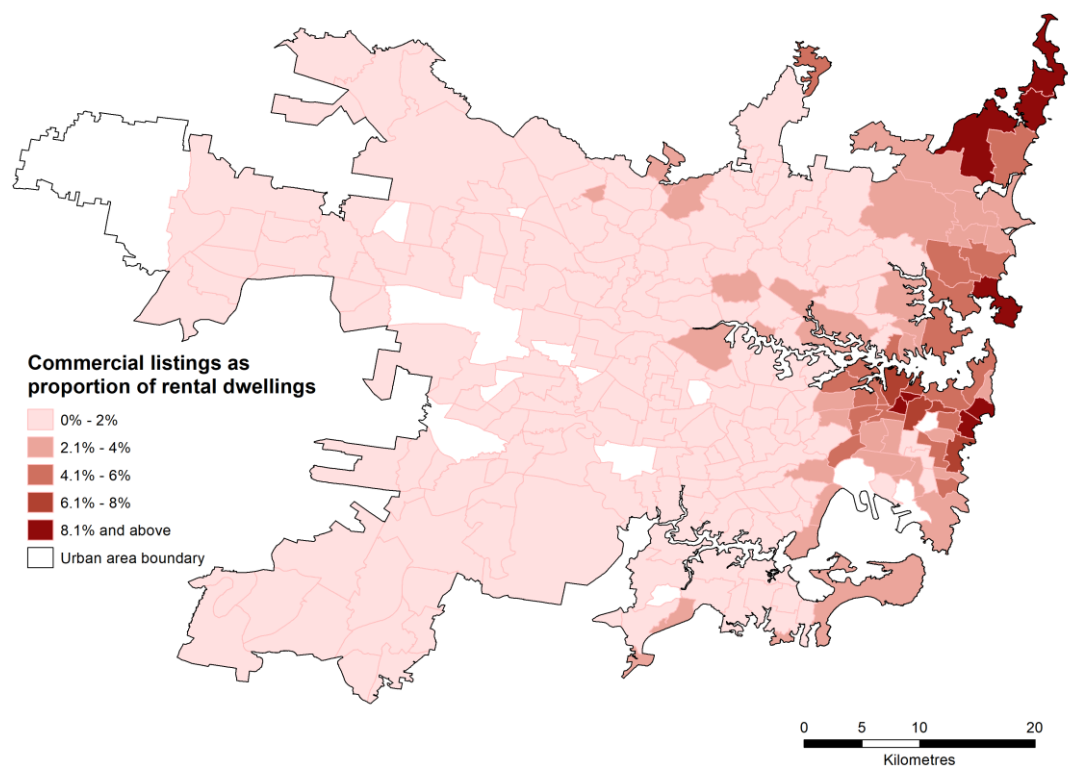 Commercial listings as
proportion of rental dwellings
0% - 2%
2.1% - 4%
4.1% - 6%
6.1% - 8%
8.1% and above
Urban area boundary
0 5 10 20
Kilometres